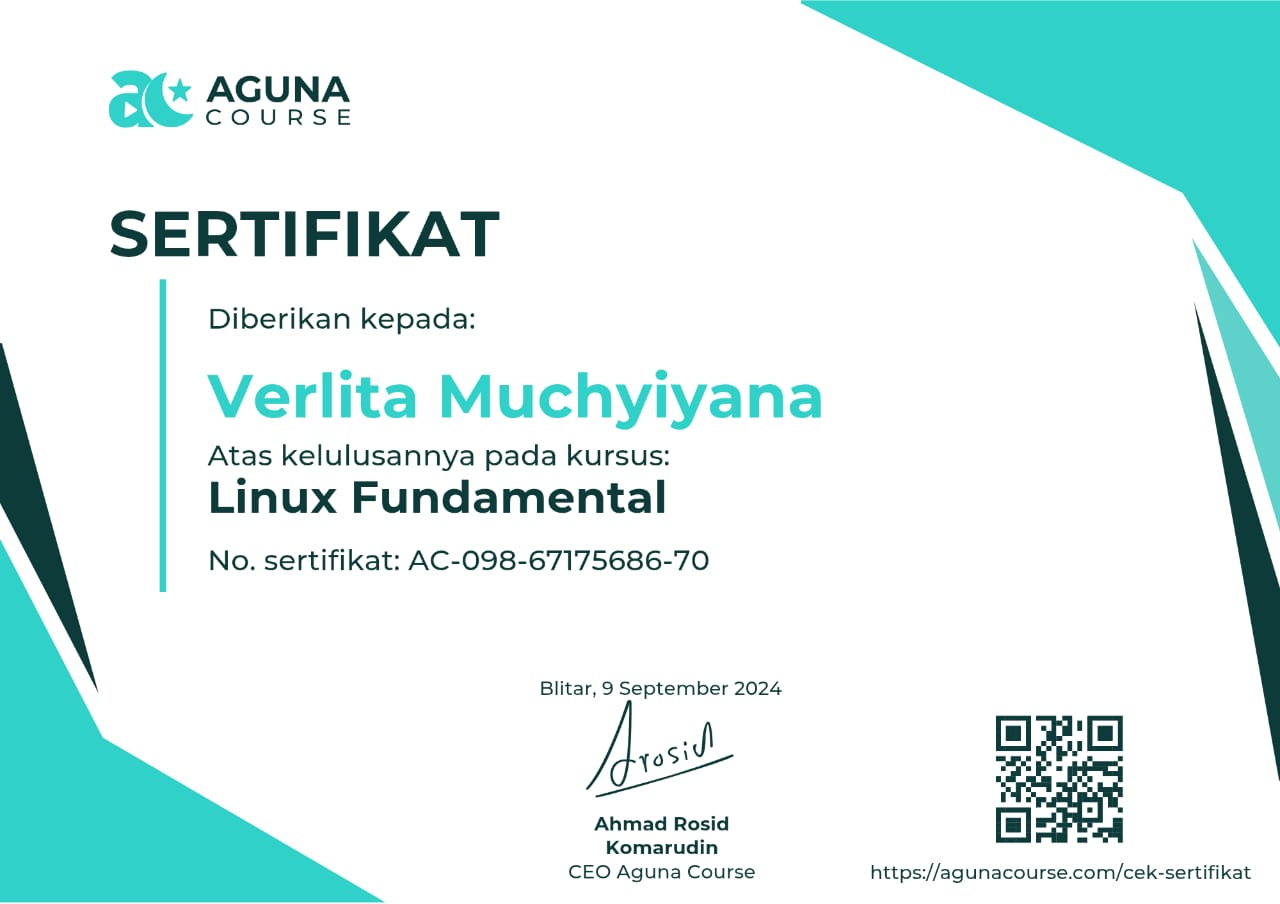 AGUNA
COURSE
SERTIFIKAT
Diberikan kepada:
Verlita Muchyiyana
Atas kelulusannya pada kursus:
Linux Fundamental
No. sertifikat: AC-098-67175686-70
Blitar, 9 September 2024
Arosid
Ahmad Rosid
Komarudin
CEO Aguna Course
https://agunacourse.com/cek-sertifikat